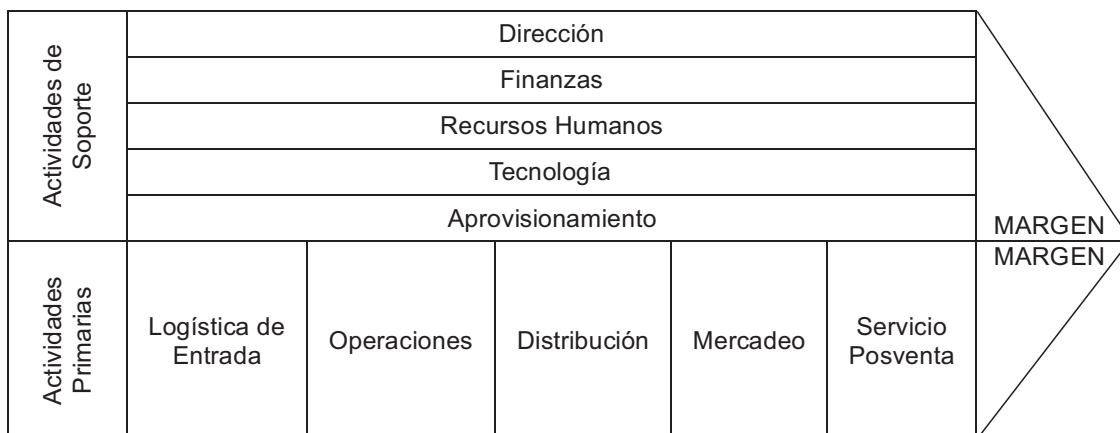 Actividades de
Soporte
Dirección
Finanzas
Recursos Humanos
Tecnología
Aprovisionamiento
MARGEN
MARGEN
Actividades
Primarias
Logística de
Entrada
Operaciones
Distribución
Mercadeo
Servicio
Posventa